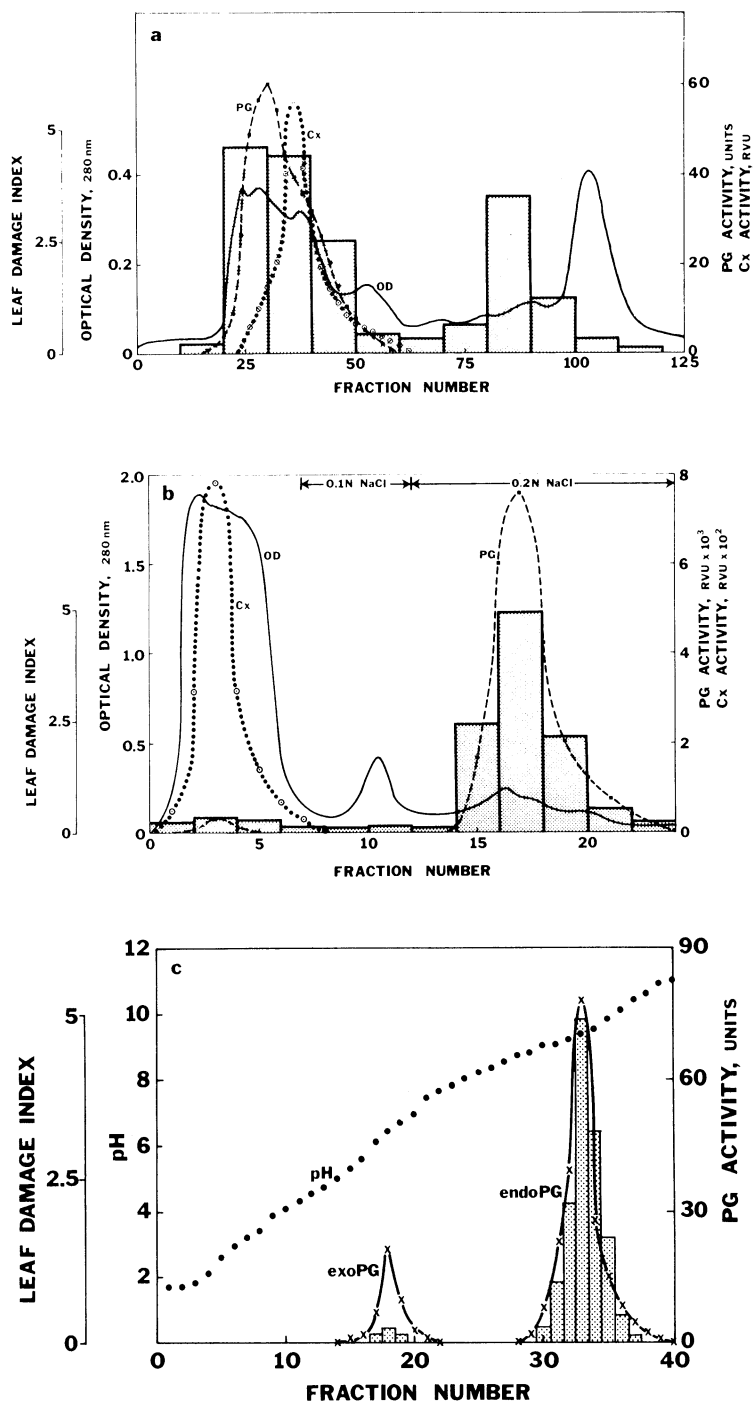 a
LEAF DAMAGE INDEX
5
2.5
0
OPTICAL DENSITY, 280 nm
0.4
0.2
0
PG
Cx
OD
60
40
20
0
PG ACTIVITY, UNITS
Cx ACTIVITY, RVU
0 25 50 75 100 125
FRACTION NUMBER
b
LEAF DAMAGE INDEX
5
2.5
0
OPTICAL DENSITY, 280 nm
2.0
1.5
1.0
0.5
0
0.1N NaCl
0.2N NaCl
OD
Cx
PG
8
6
4
2
0
PG ACTIVITY, RVU x 10³
Cx ACTIVITY, RVU x 10²
0 5 10 15 20
FRACTION NUMBER
c
LEAF DAMAGE INDEX
5
2.5
0
pH
12
10
8
6
4
2
pH
exoPG
endoPG
90
60
30
0
PG ACTIVITY, UNITS
0 10 20 30 40
FRACTION NUMBER